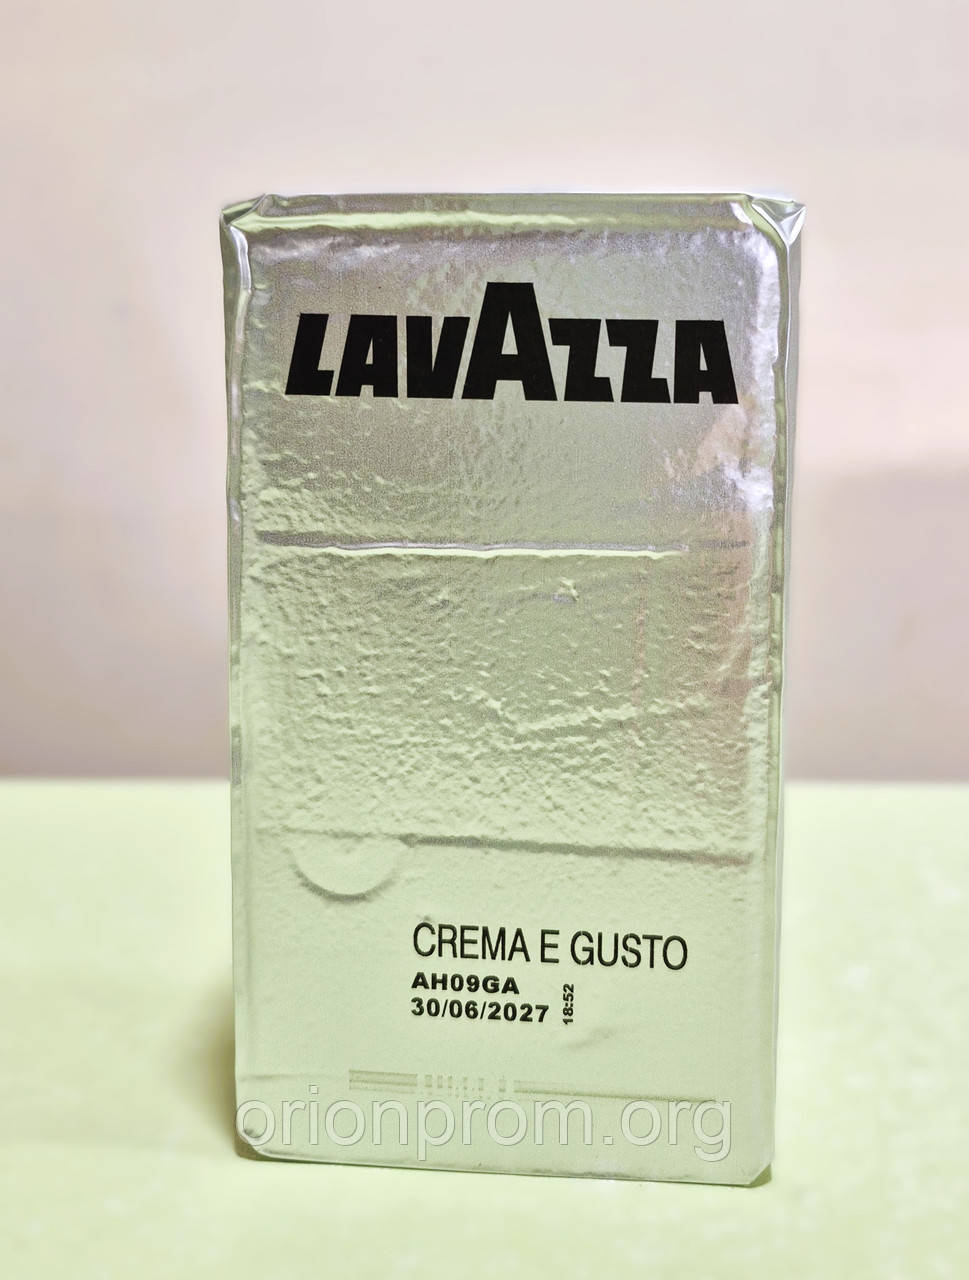 LAVAZZA
CREMA E GUSTO
AH09GA
30/06/2027 18:52
orionprom.org